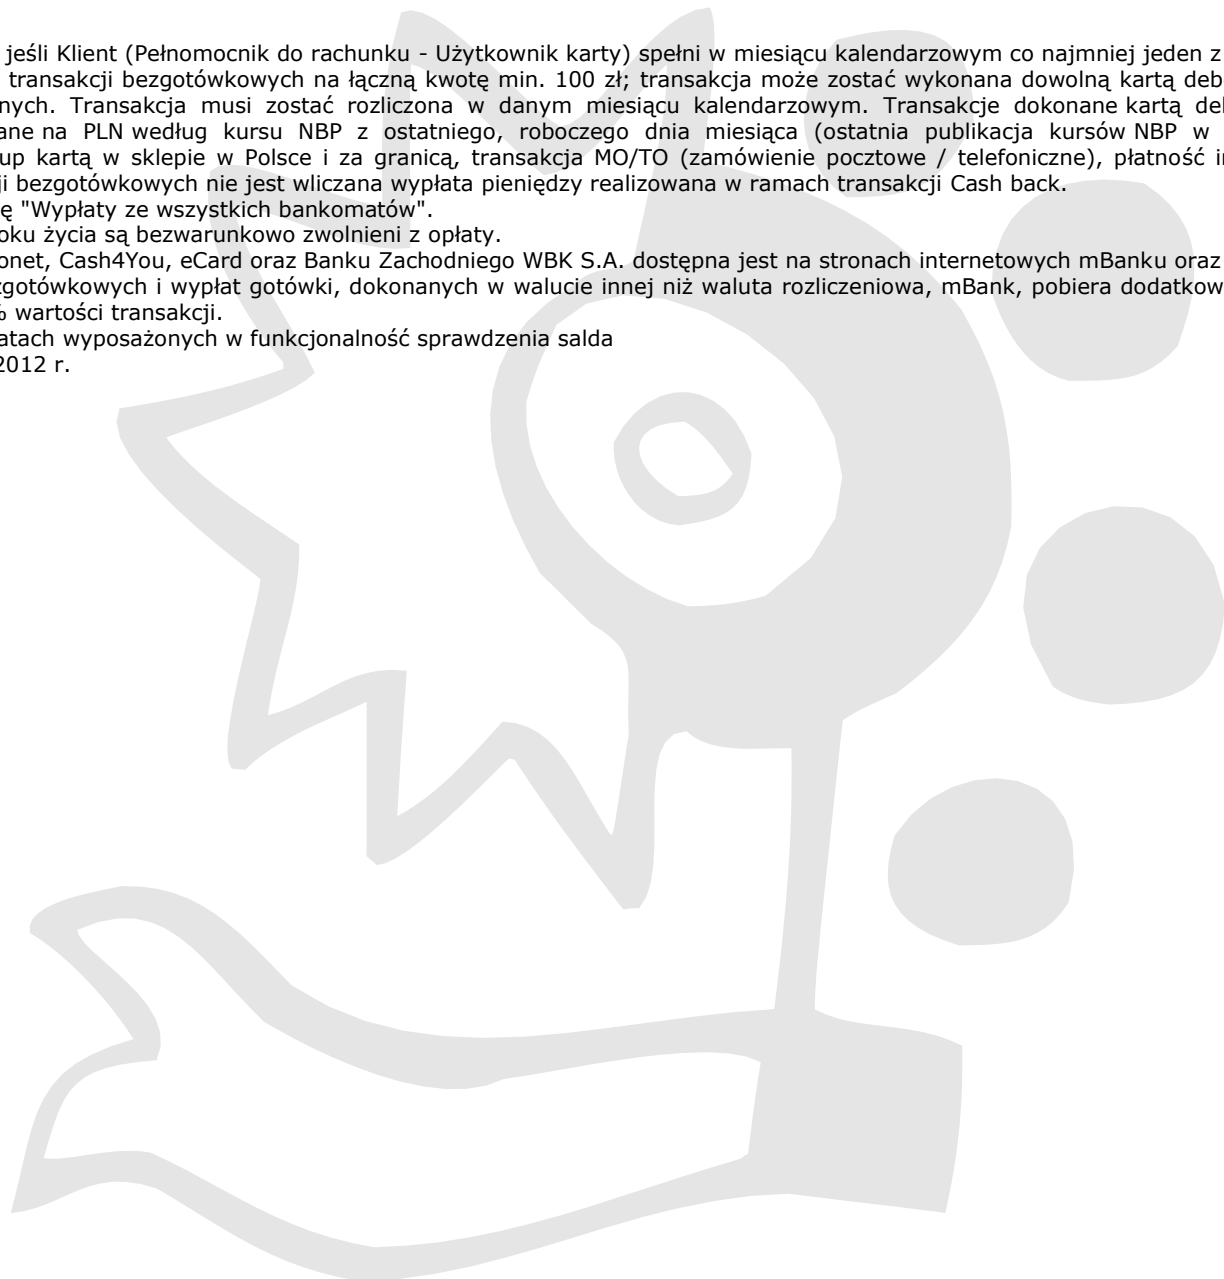 jeśli Klient (Pełnomocnik do rachunku - Użytkownik karty) spełni w miesiącu kalendarzowym co najmniej jeden z
transakcji bezgotówkowych na łączną kwotę min. 100 zł; transakcja może zostać wykonana dowolną kartą deb
nych. Transakcja musi zostać rozliczona w danym miesiącu kalendarzowym. Transakcje dokonane kartą del
ane na PLN według kursu NBP z ostatniego, roboczego dnia miesiąca (ostatnia publikacja kursów NBP w
up kartą w sklepie w Polsce i za granicą, transakcja MO/TO (zamówienie pocztowe / telefoniczne), płatność in
ji bezgotówkowych nie jest wliczana wypłata pieniędzy realizowana w ramach transakcji Cash back.
ę "Wypłaty ze wszystkich bankomatów".
oku życia są bezwarunkowo zwolnieni z opłaty.
onet, Cash4You, eCard oraz Banku Zachodniego WBK S.A. dostępna jest na stronach internetowych mBanku oraz
zgotówkowych i wypłat gotówki, dokonanych w walucie innej niż waluta rozliczeniowa, mBank, pobiera dodatkow
% wartości transakcji.
atach wyposażonych w funkcjonalność sprawdzenia salda
2012 r.